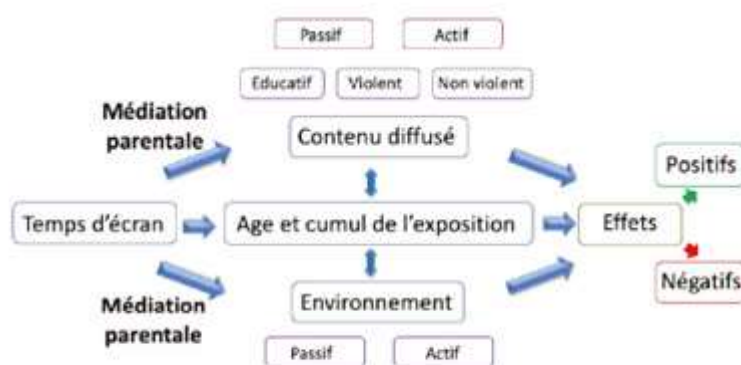 Passif
Actif
Educatif
Violent
Non violent
Médiation
parentale
Contenu diffusé
Positifs
Temps d'écran
Age et cumul de l'exposition
Effets
Négatifs
Médiation
parentale
Environnement
Passif
Actif